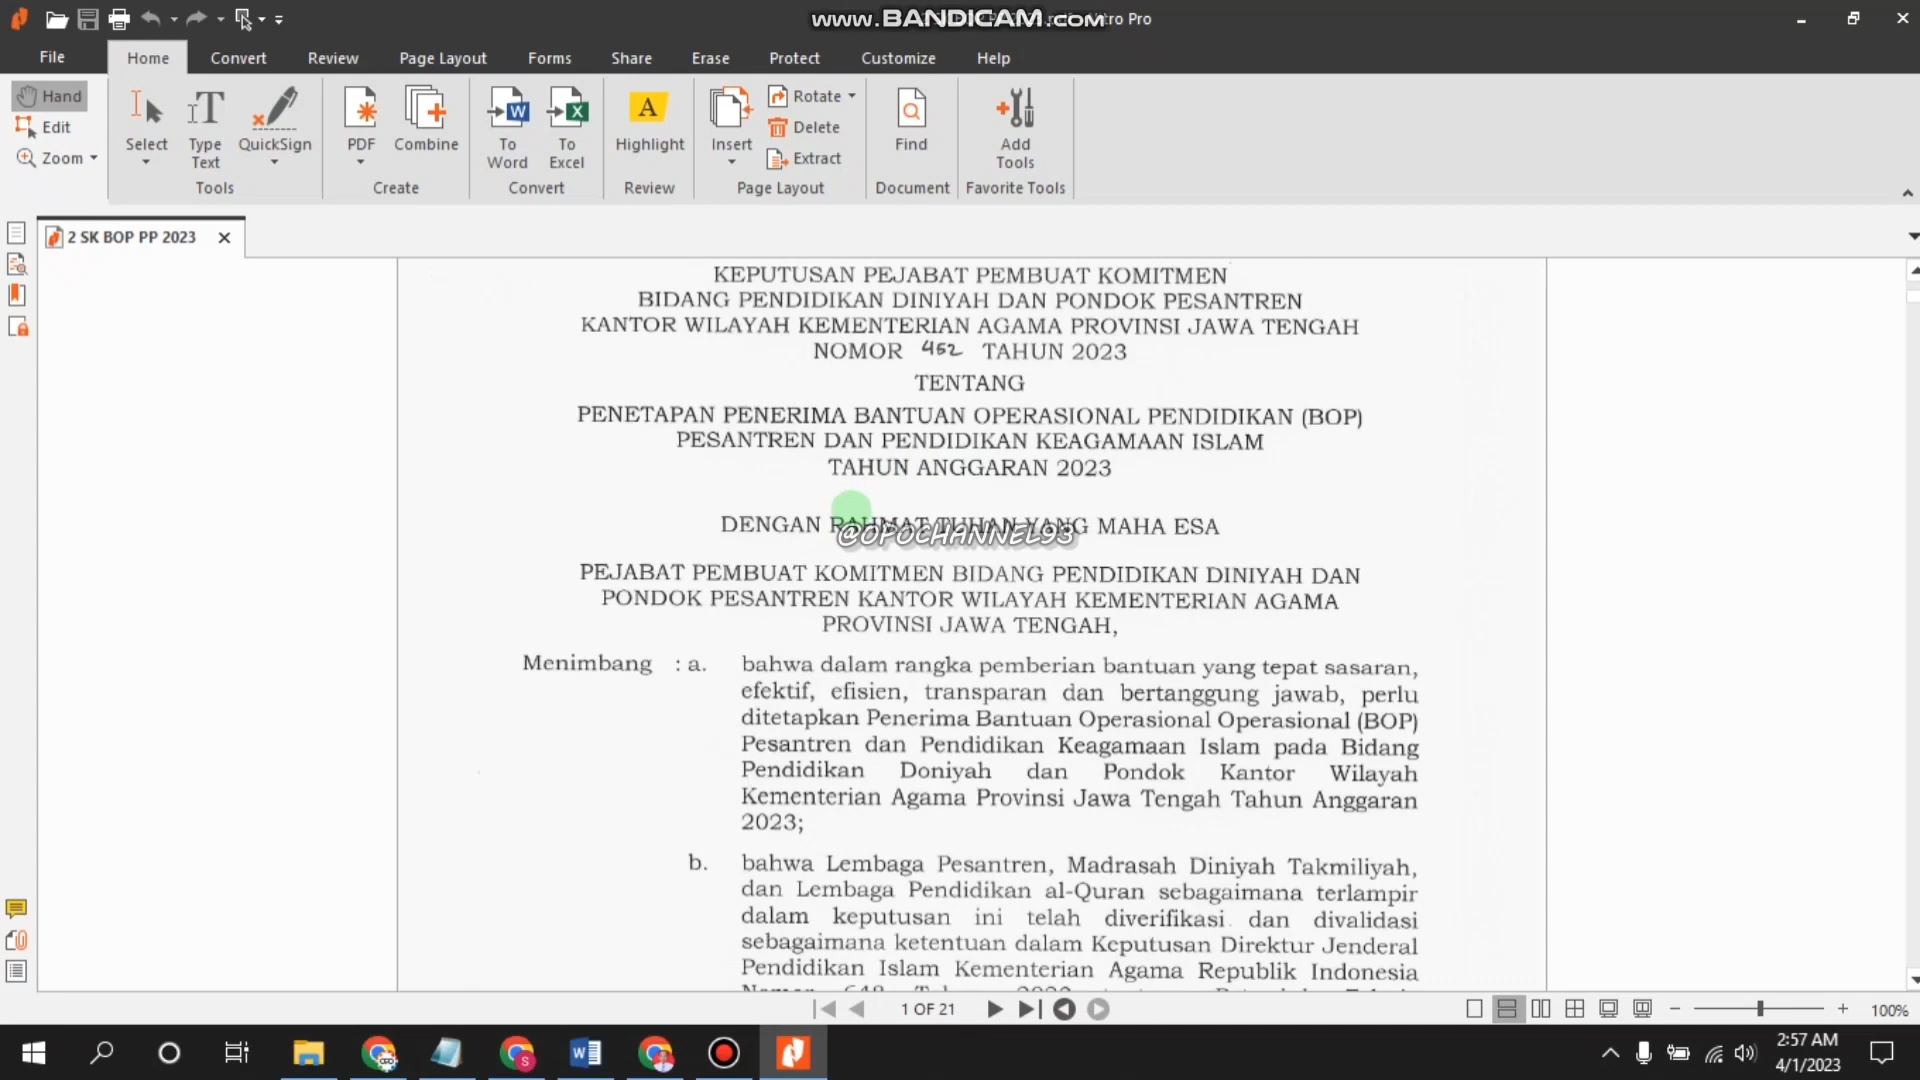 www.BANDICAM.com
tro Pro
File
Home
Convert
Review
Page Layout
Forms
Share
Erase
Protect
Customize
Help
Hand
Edit
Zoom
Select
Type Text
QuickSign
Tools
PDF
Combine
Create
To Word
To Excel
Convert
Highlight
Review
Insert
Rotate
Delete
Extract
Page Layout
Find
Document
Add Tools
Favorite Tools
2 SK BOP PP 2023
KEPUTUSAN PEJABAT PEMBUAT KOMITMEN
BIDANG PENDIDIKAN DINIYAH DAN PONDOK PESANTREN
KANTOR WILAYAH KEMENTERIAN AGAMA PROVINSI JAWA TENGAH
NOMOR 452 TAHUN 2023
TENTANG
PENETAPAN PENERIMA BANTUAN OPERASIONAL PENDIDIKAN (BOP)
PESANTREN DAN PENDIDIKAN KEAGAMAAN ISLAM
TAHUN ANGGARAN 2023
DENGAN RAHMAT TUHAN YANG MAHA ESA
@OPOCHANNEL93
PEJABAT PEMBUAT KOMITMEN BIDANG PENDIDIKAN DINIYAH DAN
PONDOK PESANTREN KANTOR WILAYAH KEMENTERIAN AGAMA
PROVINSI JAWA TENGAH,
Menimbang : a. bahwa dalam rangka pemberian bantuan yang tepat sasaran,
efektif, efisien, transparan dan bertanggung jawab, perlu
ditetapkan Penerima Bantuan Operasional Operasional (BOP)
Pesantren dan Pendidikan Keagamaan Islam pada Bidang
Pendidikan Doniyah dan Pondok Kantor Wilayah
Kementerian Agama Provinsi Jawa Tengah Tahun Anggaran
2023;
b. bahwa Lembaga Pesantren, Madrasah Diniyah Takmiliyah,
dan Lembaga Pendidikan al-Quran sebagaimana terlampir
dalam keputusan ini telah diverifikasi dan divalidasi
sebagaimana ketentuan dalam Keputusan Direktur Jenderal
Pendidikan Islam Kementerian Agama Republik Indonesia
1 OF 21
100%
2:57 AM
4/1/2023